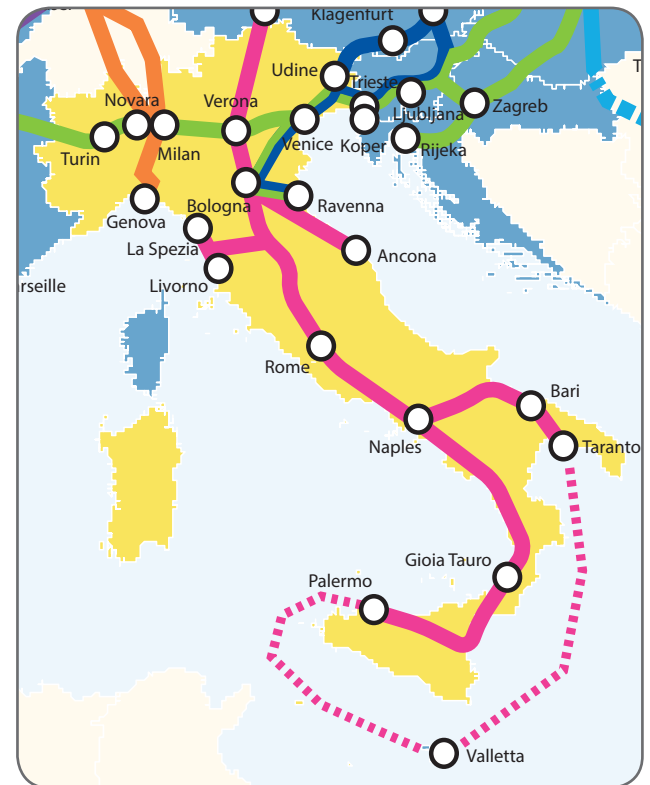 Klagenfurt
Udine
Trieste
T
Novara
Verona
Ljubljana
Zagreb
Turin
Milan
Venice
Koper
Rijeka
Bologna
Ravenna
Genova
La Spezia
Ancona
Livorno
rseille
Rome
Bari
Naples
Taranto
Gioia Tauro
Palermo
Valletta